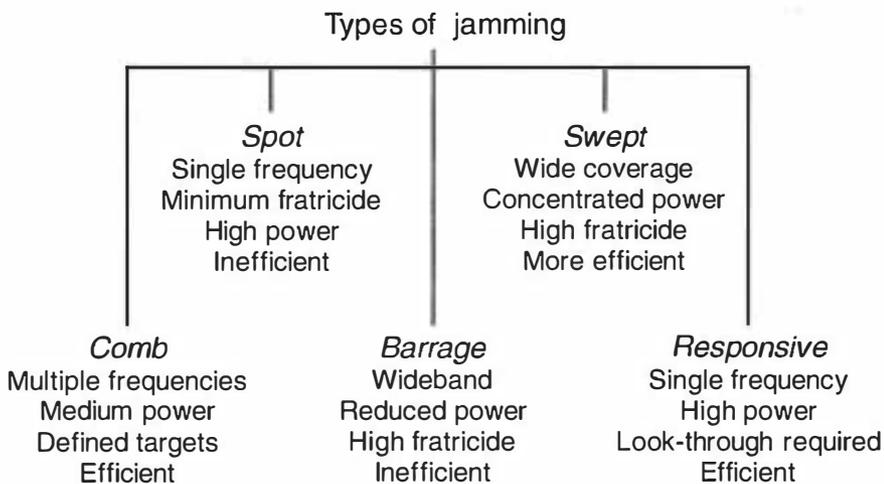 Types of jamming
Spot
Single frequency
Minimum fratricide
High power
Inefficient
Swept
Wide coverage
Concentrated power
High fratricide
More efficient
Comb
Multiple frequencies
Medium power
Defined targets
Efficient
Barrage
Wideband
Reduced power
High fratricide
Inefficient
Responsive
Single frequency
High power
Look-through required
Efficient